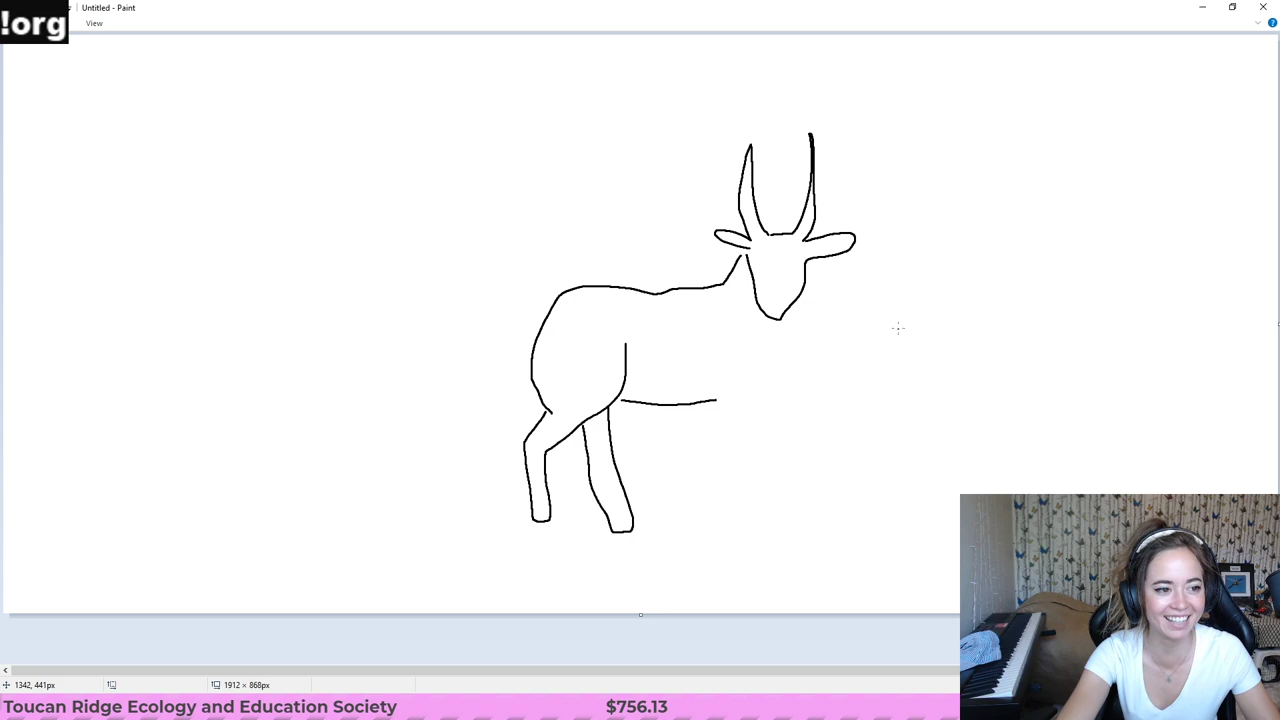 !org
Untitled - Paint
View
1342, 441px
1912 × 868px
Toucan Ridge Ecology and Education Society
$756.13